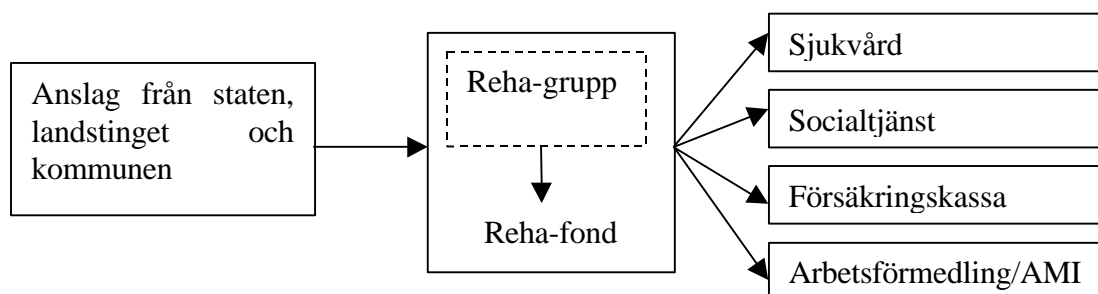 Anslag från staten,
landstinget och
kommunen
Reha-grupp
Reha-fond
Sjukvård
Socialtjänst
Försäkringskassa
Arbetsförmedling/AMI